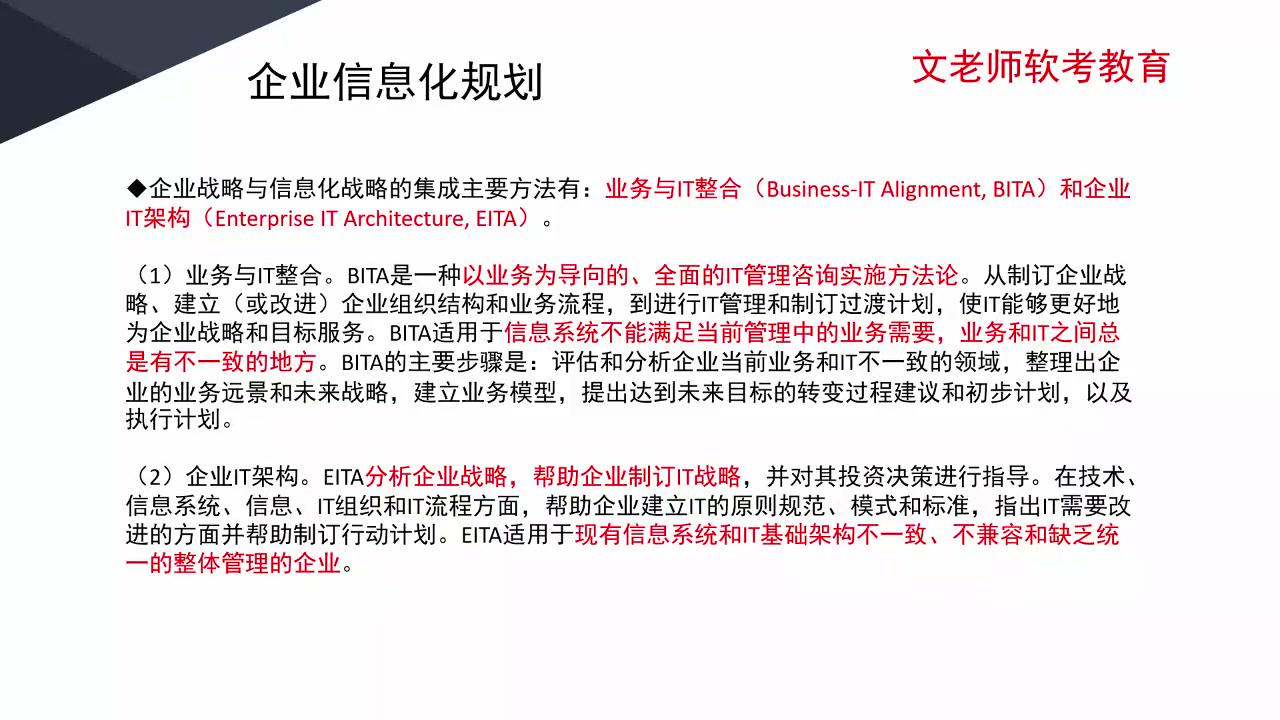 企业信息化规划
文老师软考教育
◆企业战略与信息化战略的集成主要方法有：业务与IT整合（Business-IT Alignment, BITA）和企业
IT架构（Enterprise IT Architecture, EITA）。
（1）业务与IT整合。BITA是一种以业务为导向的、全面的IT管理咨询实施方法论。从制订企业战
略、建立（或改进）企业组织结构和业务流程，到进行IT管理和制订过渡计划，使IT能够更好地
为企业战略和目标服务。BITA适用于信息系统不能满足当前管理中的业务需要，业务和IT之间总
是有不一致的地方。BITA的主要步骤是：评估和分析企业当前业务和IT不一致的领域，整理出企
业的业务远景和未来战略，建立业务模型，提出达到未来目标的转变过程建议和初步计划，以及
执行计划。
（2）企业IT架构。EITA分析企业战略，帮助企业制订IT战略，并对其投资决策进行指导。在技术、
信息系统、信息、IT组织和IT流程方面，帮助企业建立IT的原则规范、模式和标准，指出IT需要改
进的方面并帮助制订行动计划。EITA适用于现有信息系统和IT基础架构不一致、不兼容和缺乏统
一的整体管理的企业。